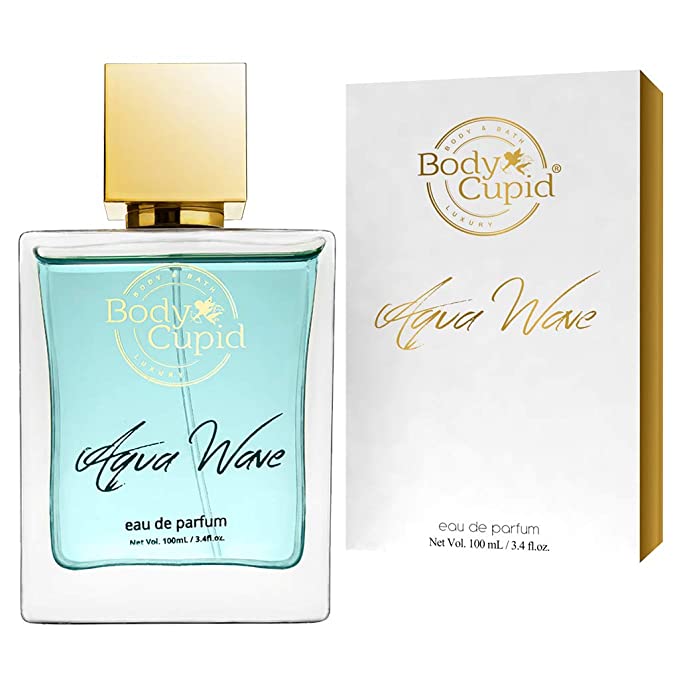 BODY & BATH
Body Cupid
LUXURY
Aqua Wave
eau de parfum
Net Vol. 100mL / 3.4fl.oz.
BODY & BATH
Body Cupid®
LUXURY
Aqua Wave
eau de parfum
Net Vol. 100 mL / 3.4 fl.oz.